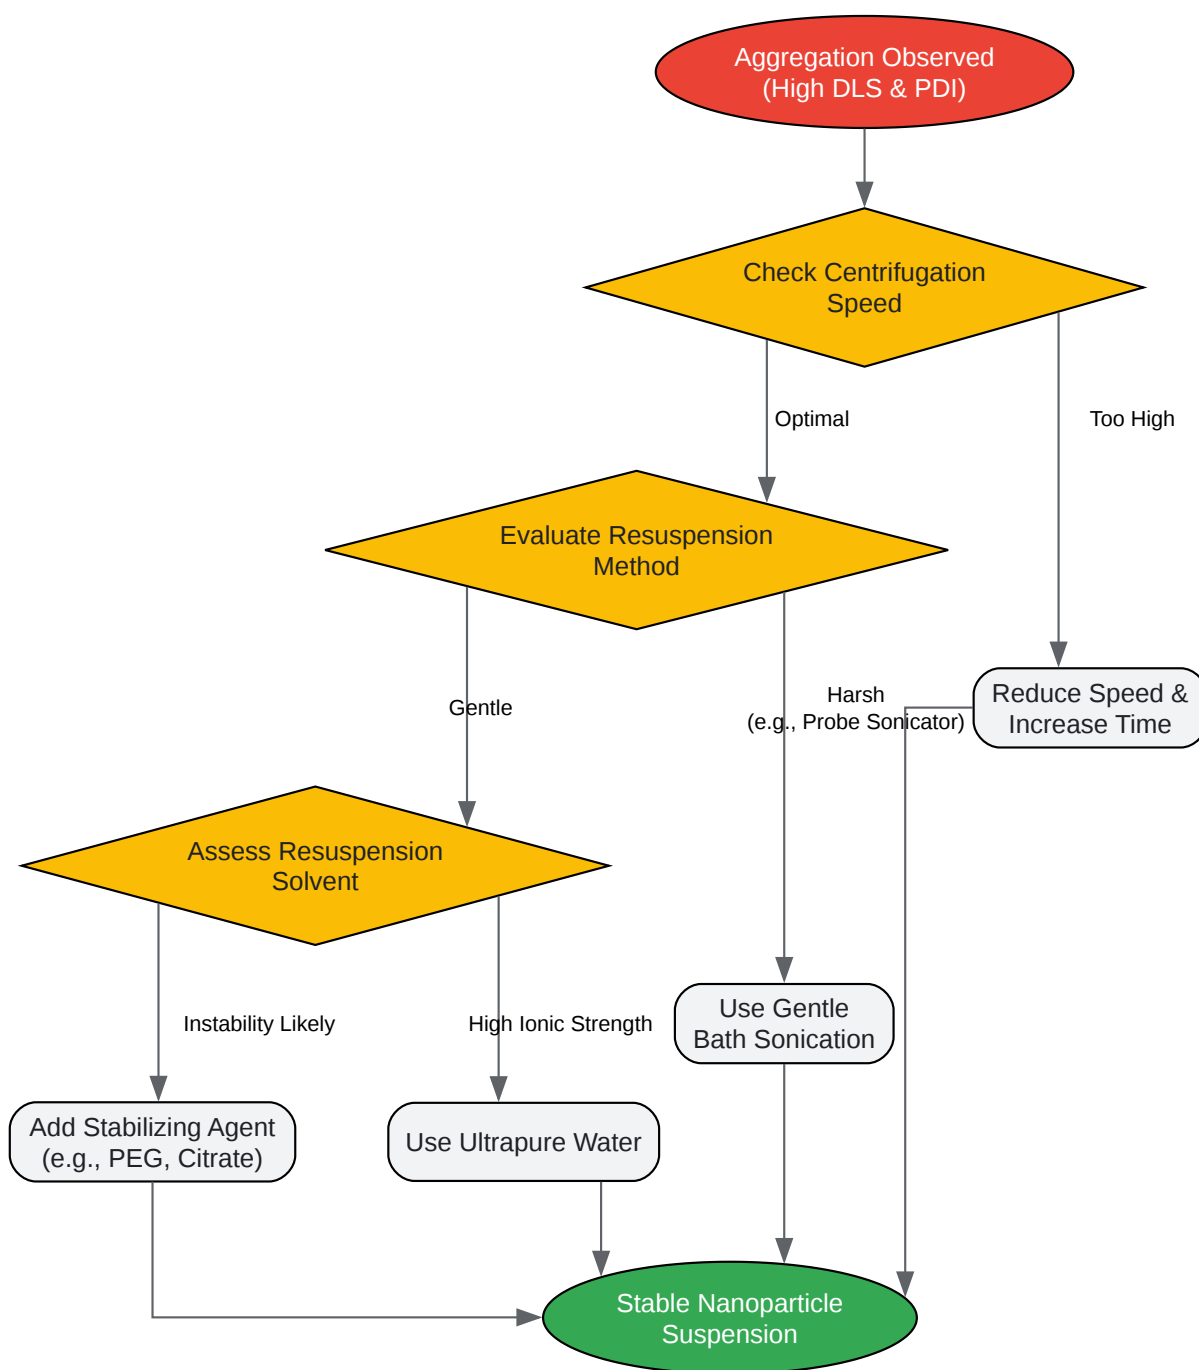 Aggregation Observed
(High DLS & PDI)
Check Centrifugation
Speed
Optimal
Too High
Evaluate Resuspension
Method
Gentle
Harsh
(e.g., Probe Sonicator)
Reduce Speed &
Increase Time
Assess Resuspension
Solvent
Instability Likely
High Ionic Strength
Use Gentle
Bath Sonication
Add Stabilizing Agent
(e.g., PEG, Citrate)
Use Ultrapure Water
Stable Nanoparticle
Suspension